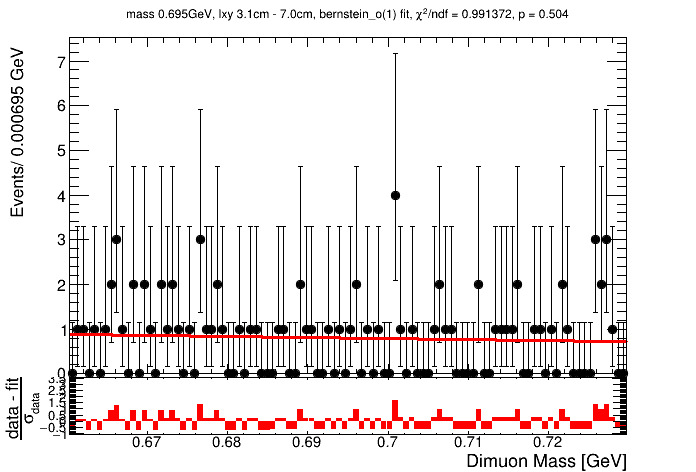 mass 0.695GeV, lxy 3.1cm - 7.0cm, bernstein_o(1) fit, χ²/ndf = 0.991372, p = 0.504
Events/ 0.000695 GeV
7
6
5
4
3
2
1
0
data - fit
σdata
0.67 0.68 0.69 0.7 0.71 0.72
Dimuon Mass [GeV]